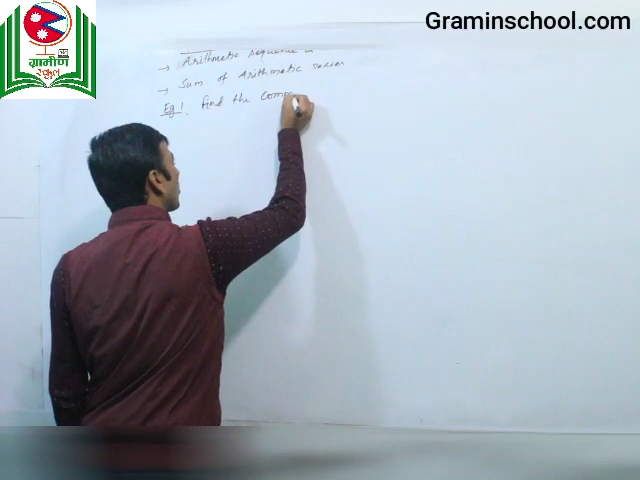 Graminschool.com
ग्रामीण
स्कुल
→ Arithmetic sequence
→ Sum of Arithmetic series
Eg 1. find the comm